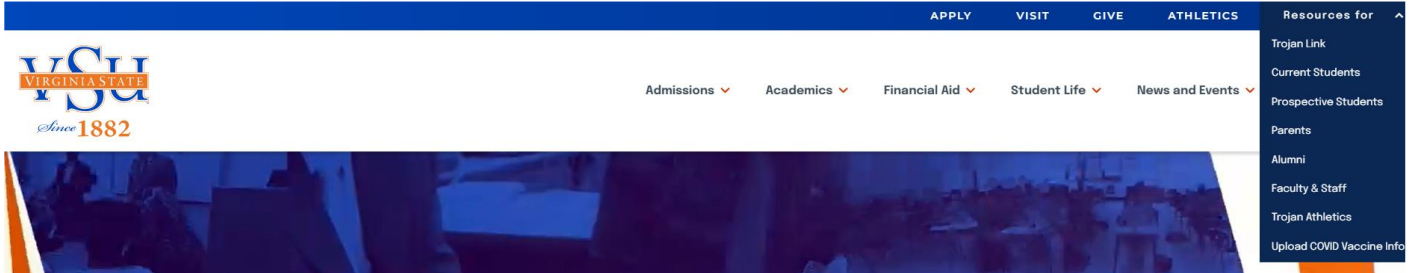 APPLY VISIT GIVE ATHLETICS Resources for
Trojan Link
Current Students
Prospective Students
Parents
Alumni
Faculty & Staff
Trojan Athletics
Upload COVID Vaccine Info
VSU
VIRGINIA STATE
Since 1882
Admissions Academics Financial Aid Student Life News and Events